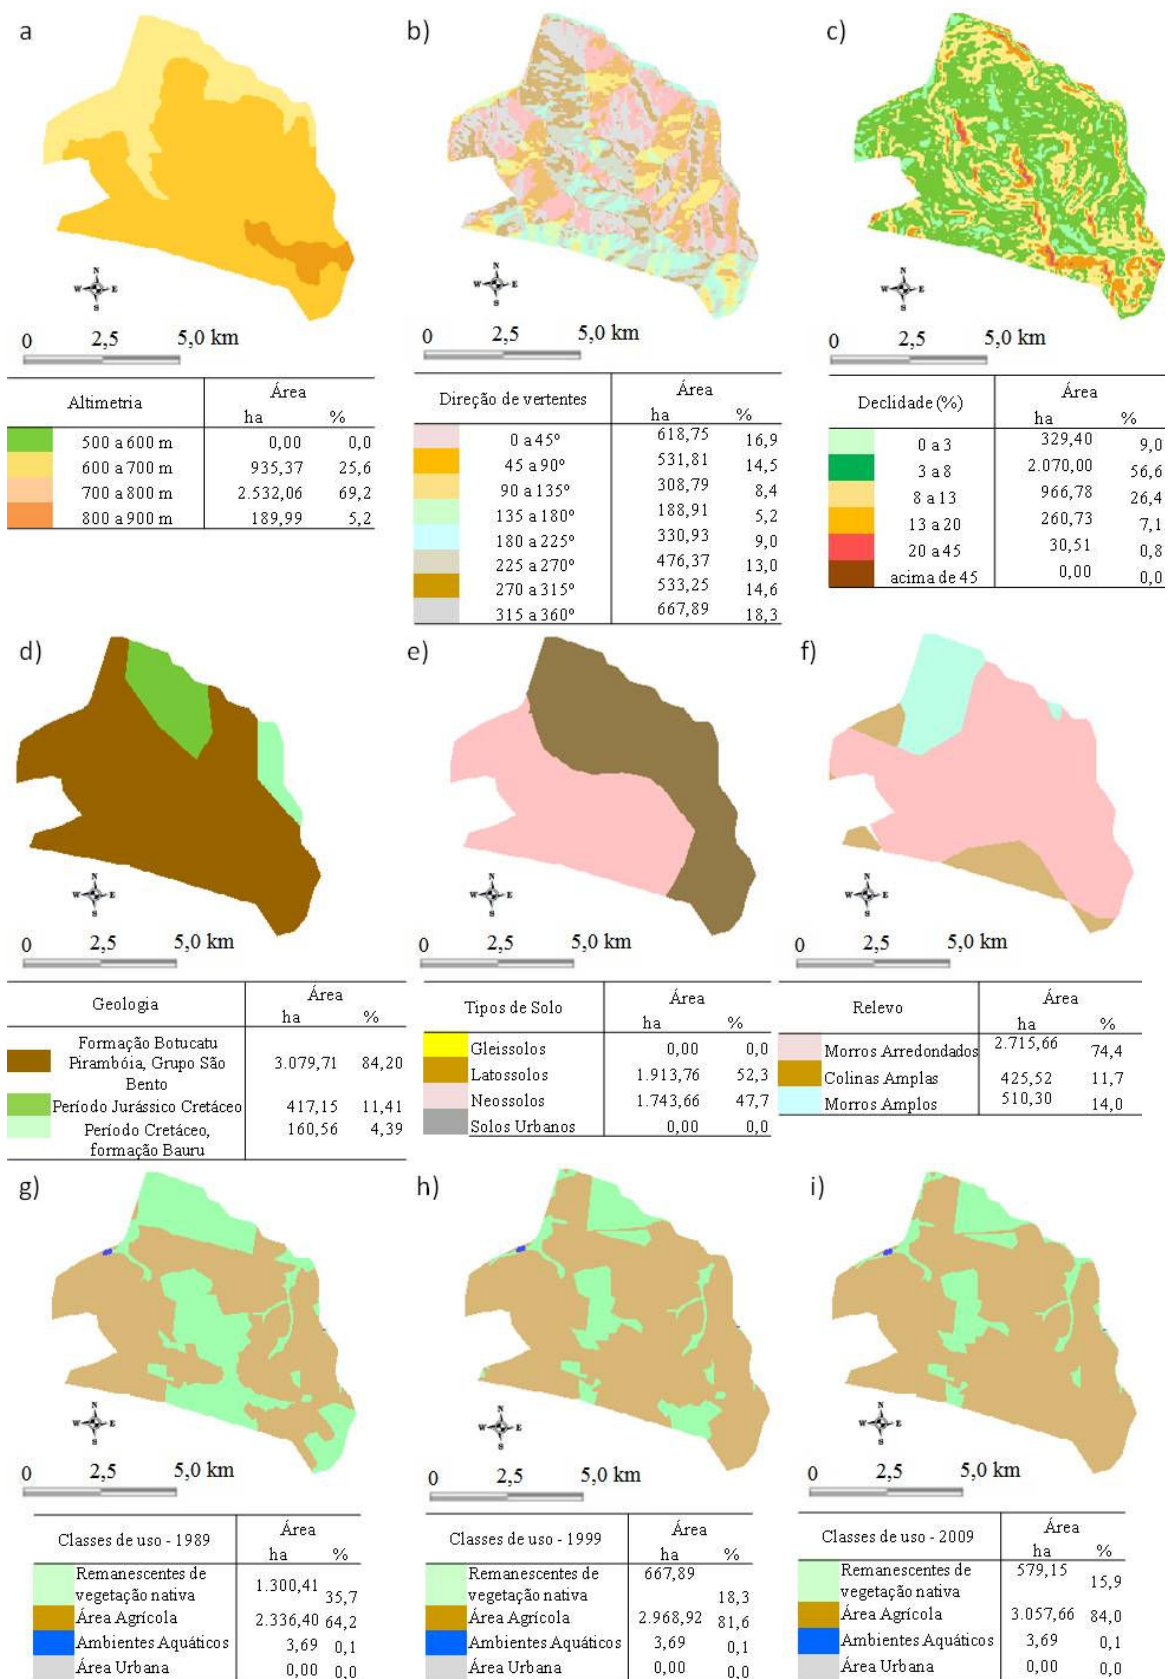 a
b)
c)
N
W E
S
N
W E
S
N
W E
S
0 2,5 5,0 km
0 2,5 5,0 km
0 2,5 5,0 km
Altimetria Área
ha %
500 a 600 m 0,00 0,0
600 a 700 m 935,37 25,6
700 a 800 m 2.532,06 69,2
800 a 900 m 189,99 5,2
Direção de vertentes Área
ha %
0 a 45º 618,75 16,9
45 a 90º 531,81 14,5
90 a 135º 308,79 8,4
135 a 180º 188,91 5,2
180 a 225º 330,93 9,0
225 a 270º 476,37 13,0
270 a 315º 533,25 14,6
315 a 360º 667,89 18,3
Declidade (%) Área
ha %
0 a 3 329,40 9,0
3 a 8 2.070,00 56,6
8 a 13 966,78 26,4
13 a 20 260,73 7,1
20 a 45 30,51 0,8
acima de 45 0,00 0,0
d)
e)
f)
N
W E
S
N
W E
S
N
W E
S
0 2,5 5,0 km
0 2,5 5,0 km
0 2,5 5,0 km
Geologia Área
ha %
Formação Botucatu
Pirambóia, Grupo São 3.079,71 84,20
Bento
Período Jurássico Cretáceo 417,15 11,41
Período Cretáceo, 160,56 4,39
formação Bauru
Tipos de Solo Área
ha %
Gleissolos 0,00 0,0
Latossolos 1.913,76 52,3
Neossolos 1.743,66 47,7
Solos Urbanos 0,00 0,0
Relevo Área
ha %
Morros Arredondados 2.715,66 74,4
Colinas Amplas 425,52 11,7
Morros Amplos 510,30 14,0
g)
h)
i)
N
W E
S
N
W E
S
N
W E
S
0 2,5 5,0 km
0 2,5 5,0 km
0 2,5 5,0 km
Classes de uso - 1989 Área
ha %
Remanescentes de 1.300,41
vegetação nativa 35,7
Área Agrícola 2.336,40 64,2
Ambientes Aquáticos 3,69 0,1
Área Urbana 0,00 0,0
Classes de uso - 1999 Área
ha %
Remanescentes de 667,89
vegetação nativa 18,3
Área Agrícola 2.968,92 81,6
Ambientes Aquáticos 3,69 0,1
Área Urbana 0,00 0,0
Classes de uso - 2009 Área
ha %
Remanescentes de 579,15
vegetação nativa 15,9
Área Agrícola 3.057,66 84,0
Ambientes Aquáticos 3,69 0,1
Área Urbana 0,00 0,0